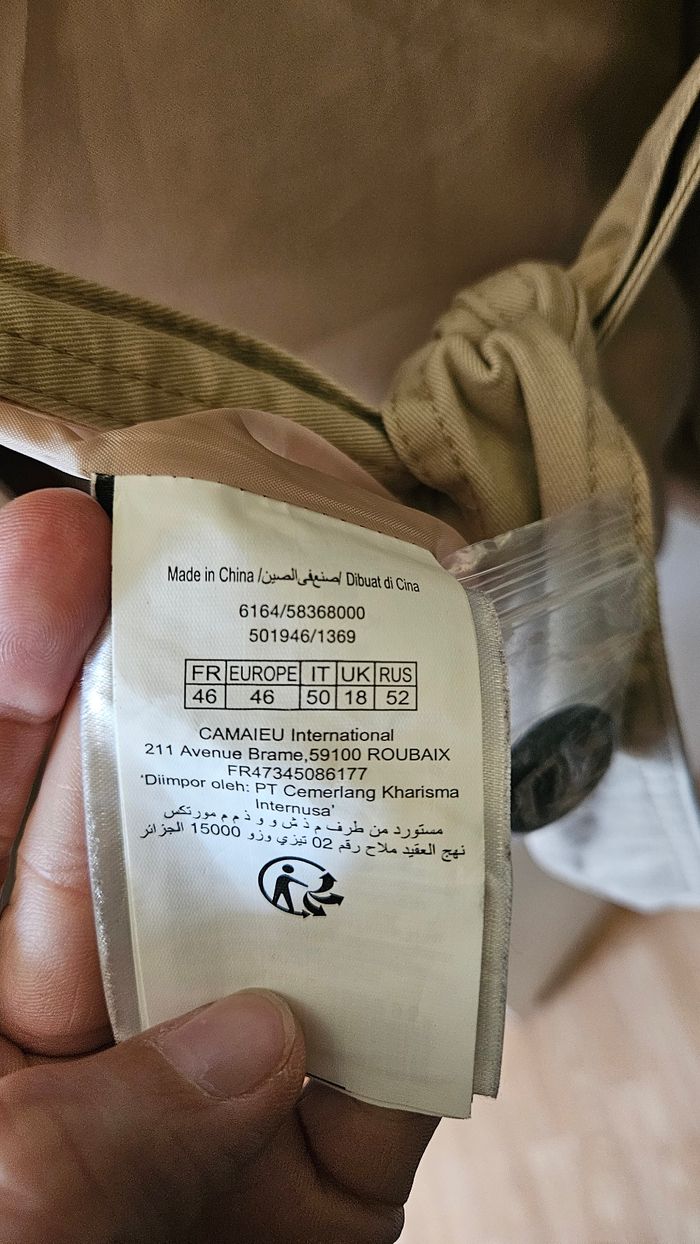 Made in China /صنع في الصين/ Dibuat di Cina
6164/58368000
501946/1369
FR EUROPE IT UK RUS
46 46 50 18 52
CAMAIEU International
211 Avenue Brame,59100 ROUBAIX
FR47345086177
'Diimpor oleh: PT Cemerlang Kharisma
Internusa'
مستورد من طرف م ذ ش و و ذ م م مورتكس
نهج العقيد ملاح رقم 02 تيزي وزو 15000 الجزائر